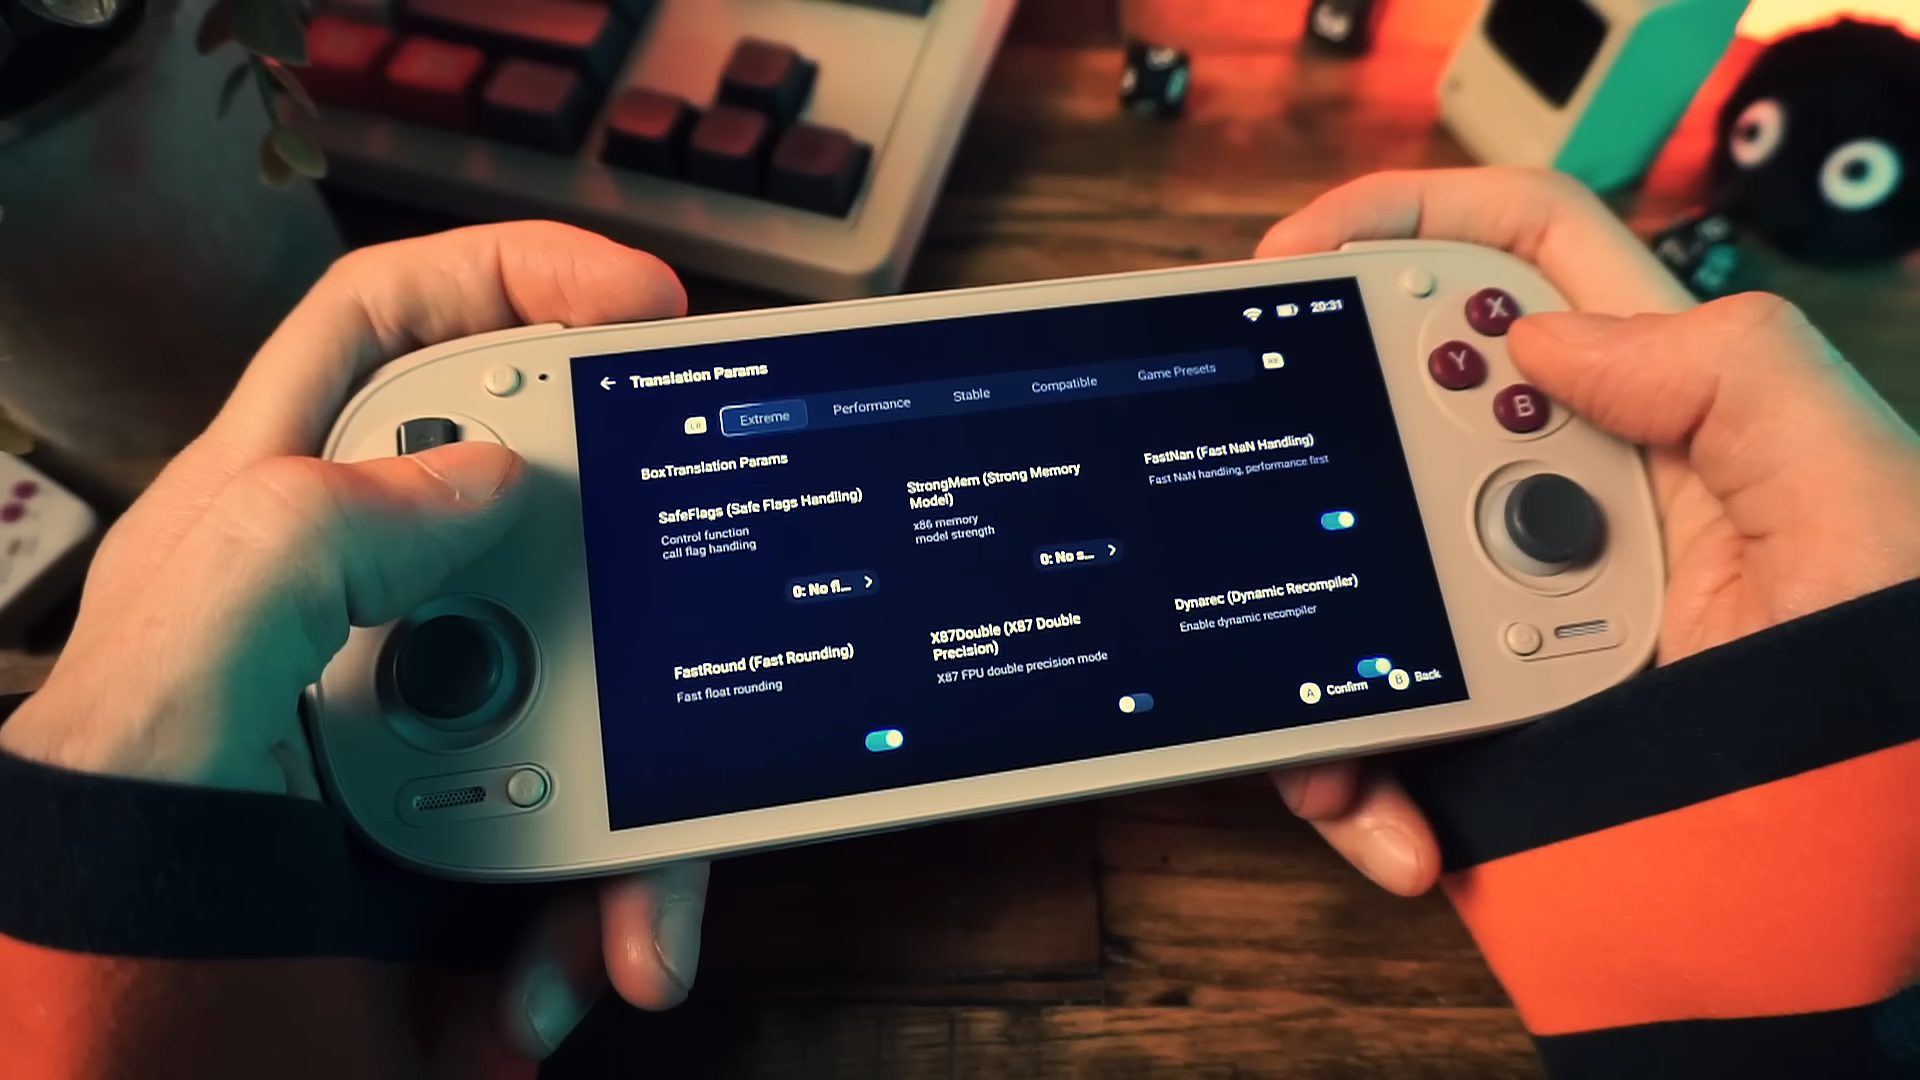 20:31
Translation Params
Extreme
Performance
Stable
Compatible
Game Presets
BoxTranslation Params
SafeFlags (Safe Flags Handling)
Control function
call flag handling
0: No fl...
StrongMem (Strong Memory
Model)
x86 memory
model strength
0: No s...
FastNan (Fast NaN Handling)
Fast NaN handling, performance first
FastRound (Fast Rounding)
Fast float rounding
X87Double (X87 Double
Precision)
X87 FPU double precision mode
Dynarec (Dynamic Recompiler)
Enable dynamic recompiler
A Confirm
B Back
X
Y
B